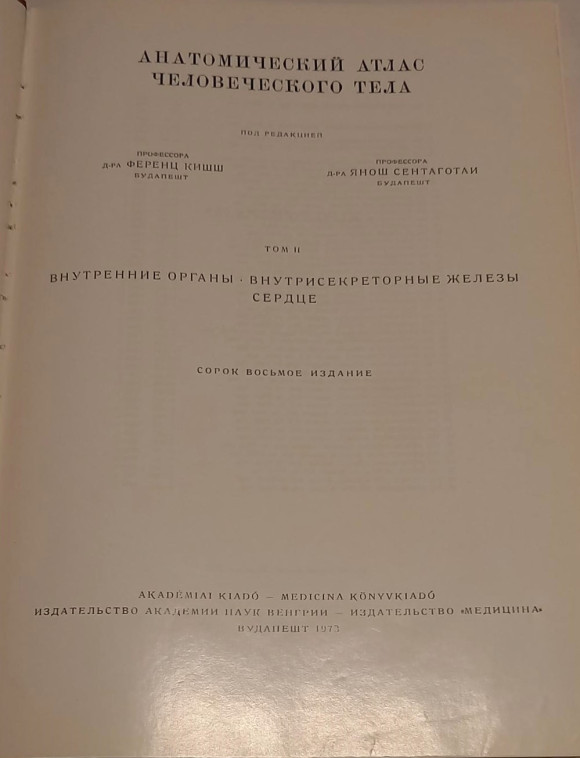 АНАТОМИЧЕСКИЙ АТЛАС
ЧЕЛОВЕЧЕСКОГО ТЕЛА
ПОД РЕДАКЦИЕЙ
ПРОФЕССОРА
Д-РА ФЕРЕНЦ КИШШ
БУДАПЕШТ
ПРОФЕССОРА
Д-РА ЯНОШ СЕНТАГОТАИ
БУДАПЕШТ
ТОМ II
ВНУТРЕННИЕ ОРГАНЫ · ВНУТРИСЕКРЕТОРНЫЕ ЖЕЛЕЗЫ
СЕРДЦЕ
СОРОК ВОСЬМОЕ ИЗДАНИЕ
AKADÉMIAI KIADÓ – MEDICINA KÖNYVKIADÓ
ИЗДАТЕЛЬСТВО АКАДЕМИИ НАУК ВЕНГРИИ – ИЗДАТЕЛЬСТВО «МЕДИЦИНА»
БУДАПЕШТ 1973